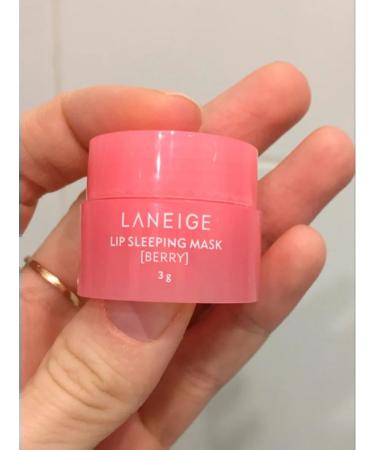 LANEIGE
LIP SLEEPING MASK
[BERRY]
3 g